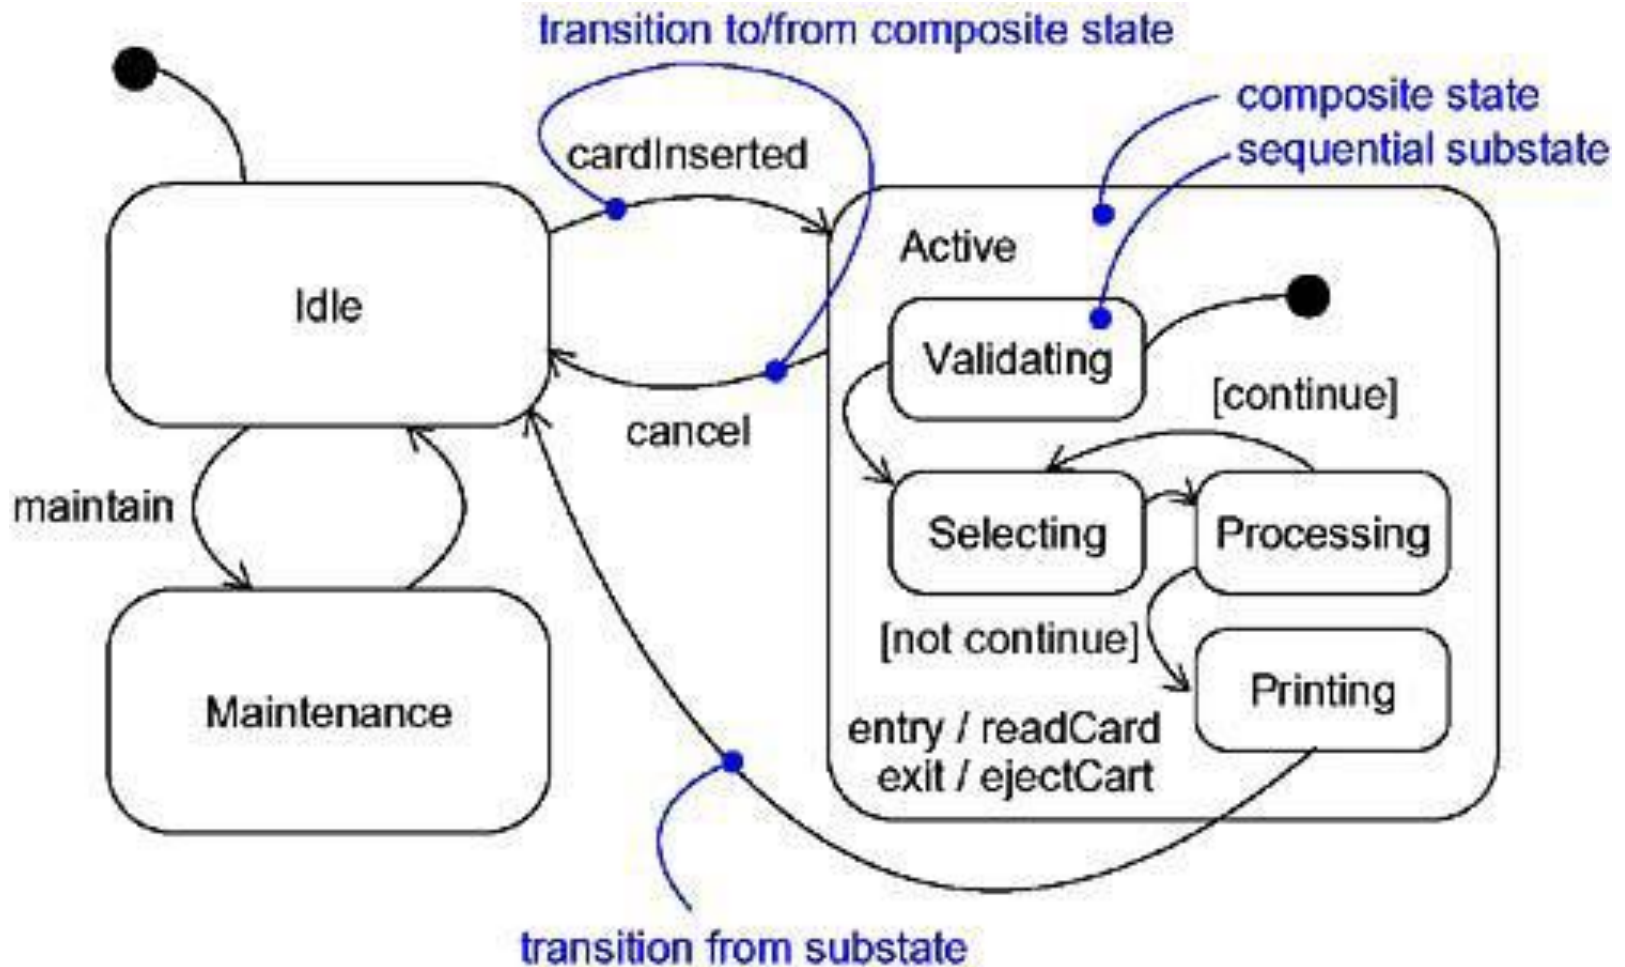 transition to/from composite state
composite state
sequential substate
cardInserted
Active
Idle
Validating
[continue]
cancel
maintain
Selecting
Processing
[not continue]
Printing
Maintenance
entry / readCard
exit / ejectCart
transition from substate